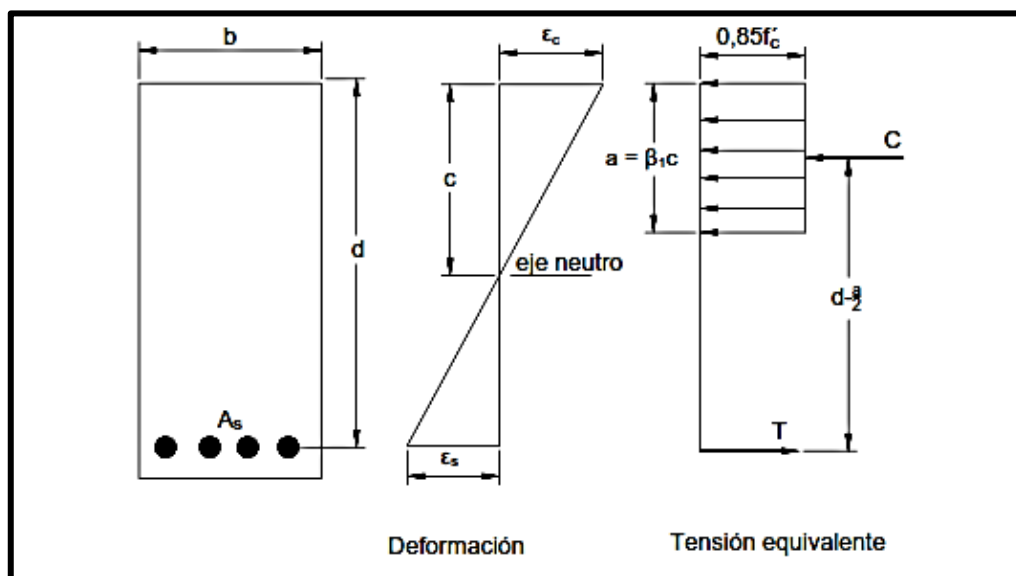 b
d
As
εc
c
eje neutro
εs
Deformación
0,85f'c
a = β1c
C
d-a/2
T
Tensión equivalente